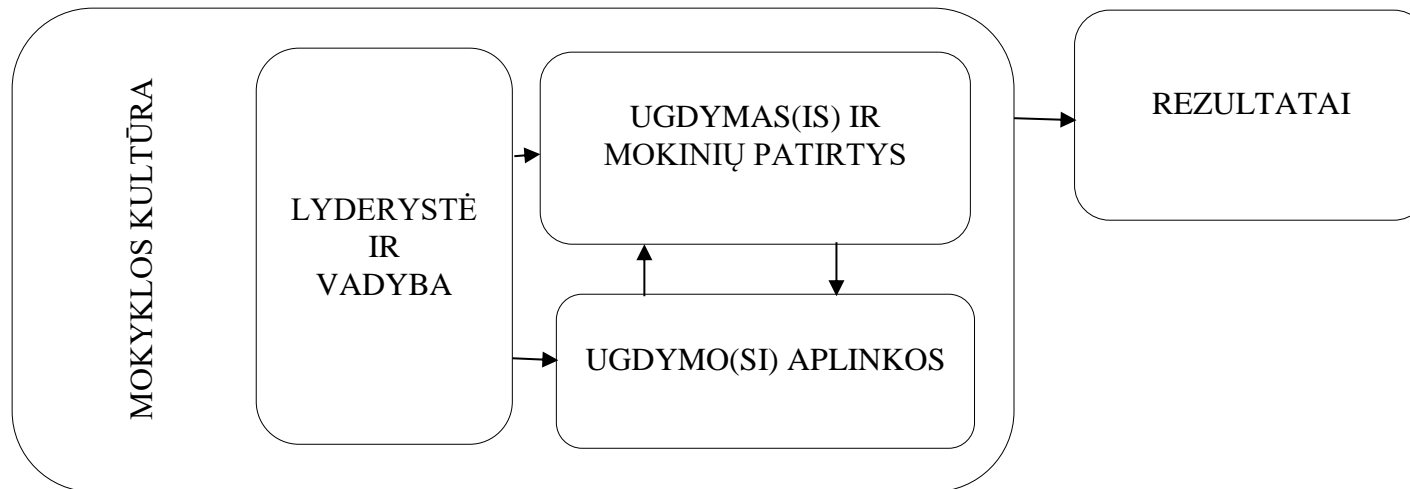 MOKYKLOS KULTŪRA
LYDERYSTĖ
IR
VADYBA
UGDYMAS(IS) IR
MOKINIŲ PATIRTYS
UGDYMO(SI) APLINKOS
REZULTATAI